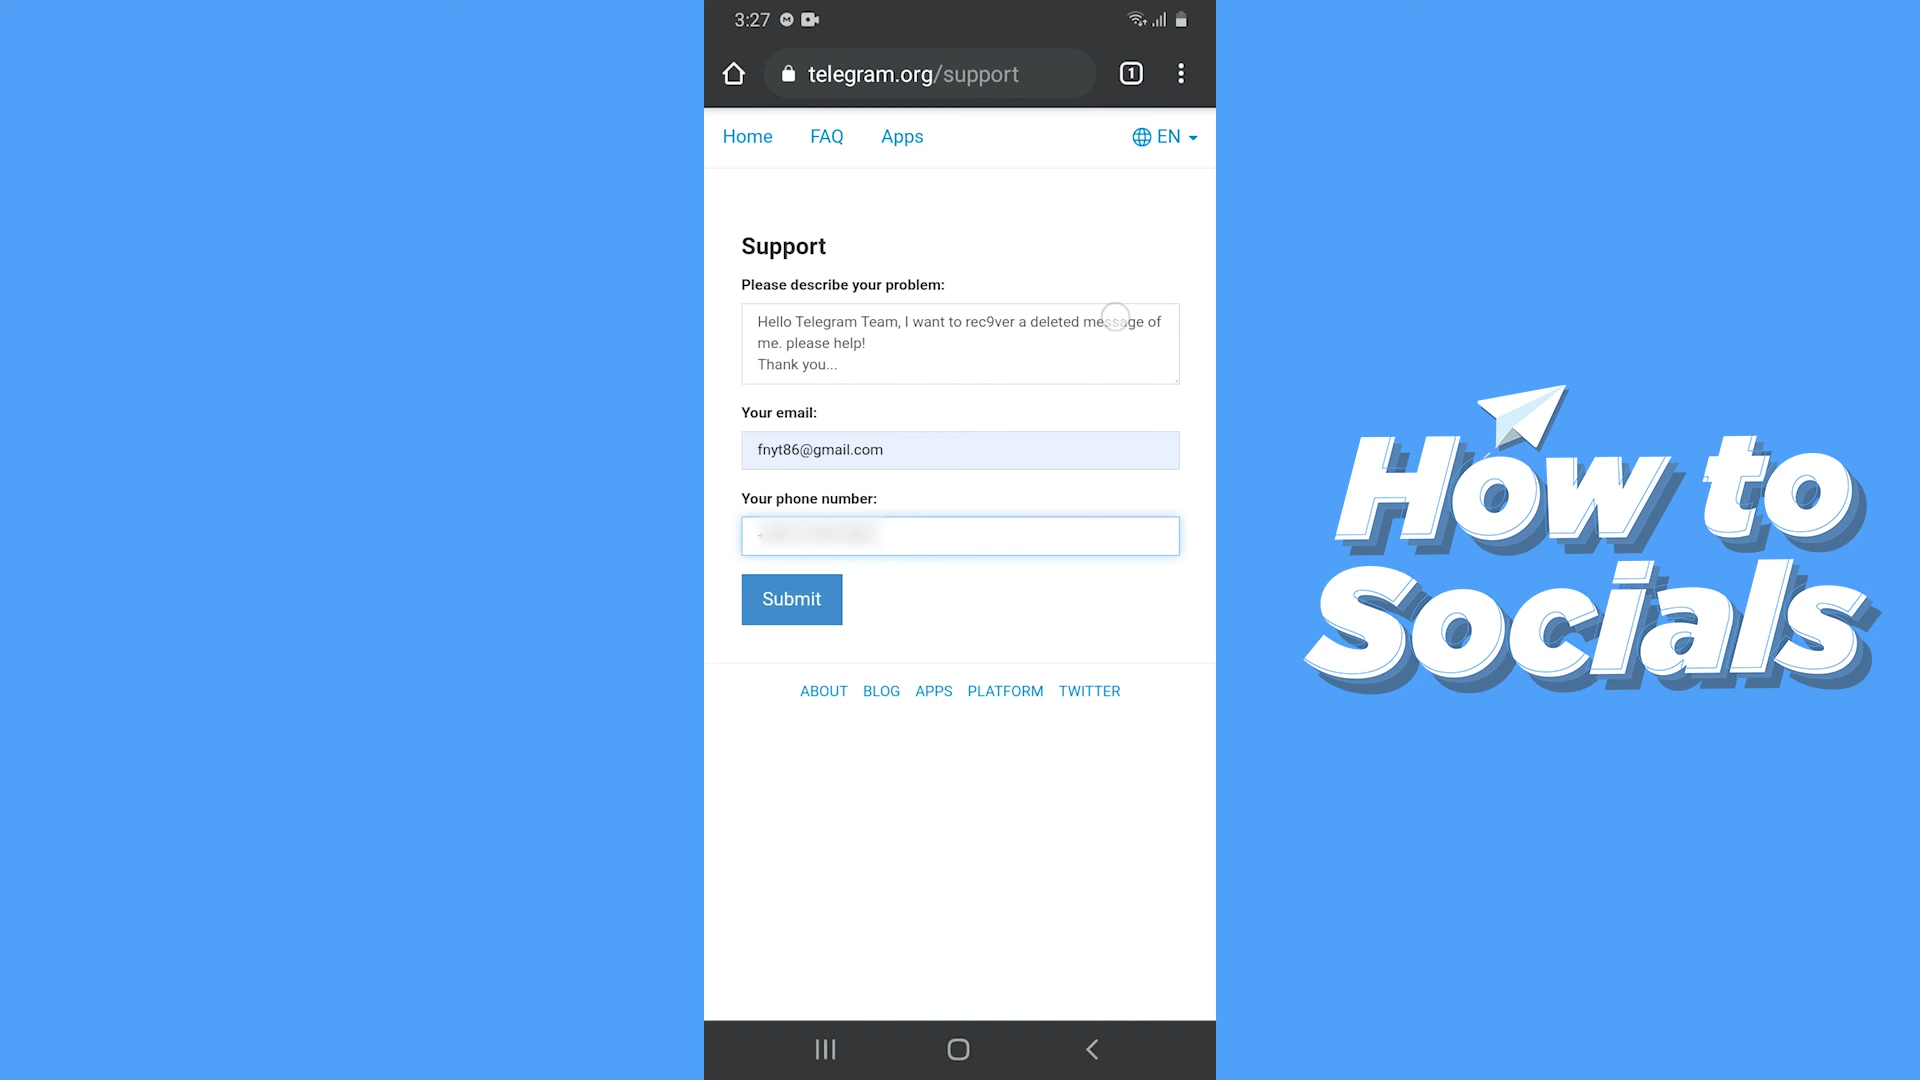 3:27
telegram.org/support
1
Home FAQ Apps EN
Support
Please describe your problem:
Hello Telegram Team, I want to rec9ver a deleted message of
me. please help!
Thank you...
Your email:
fnyt86@gmail.com
Your phone number:
Submit
ABOUT BLOG APPS PLATFORM TWITTER
How to
Socials